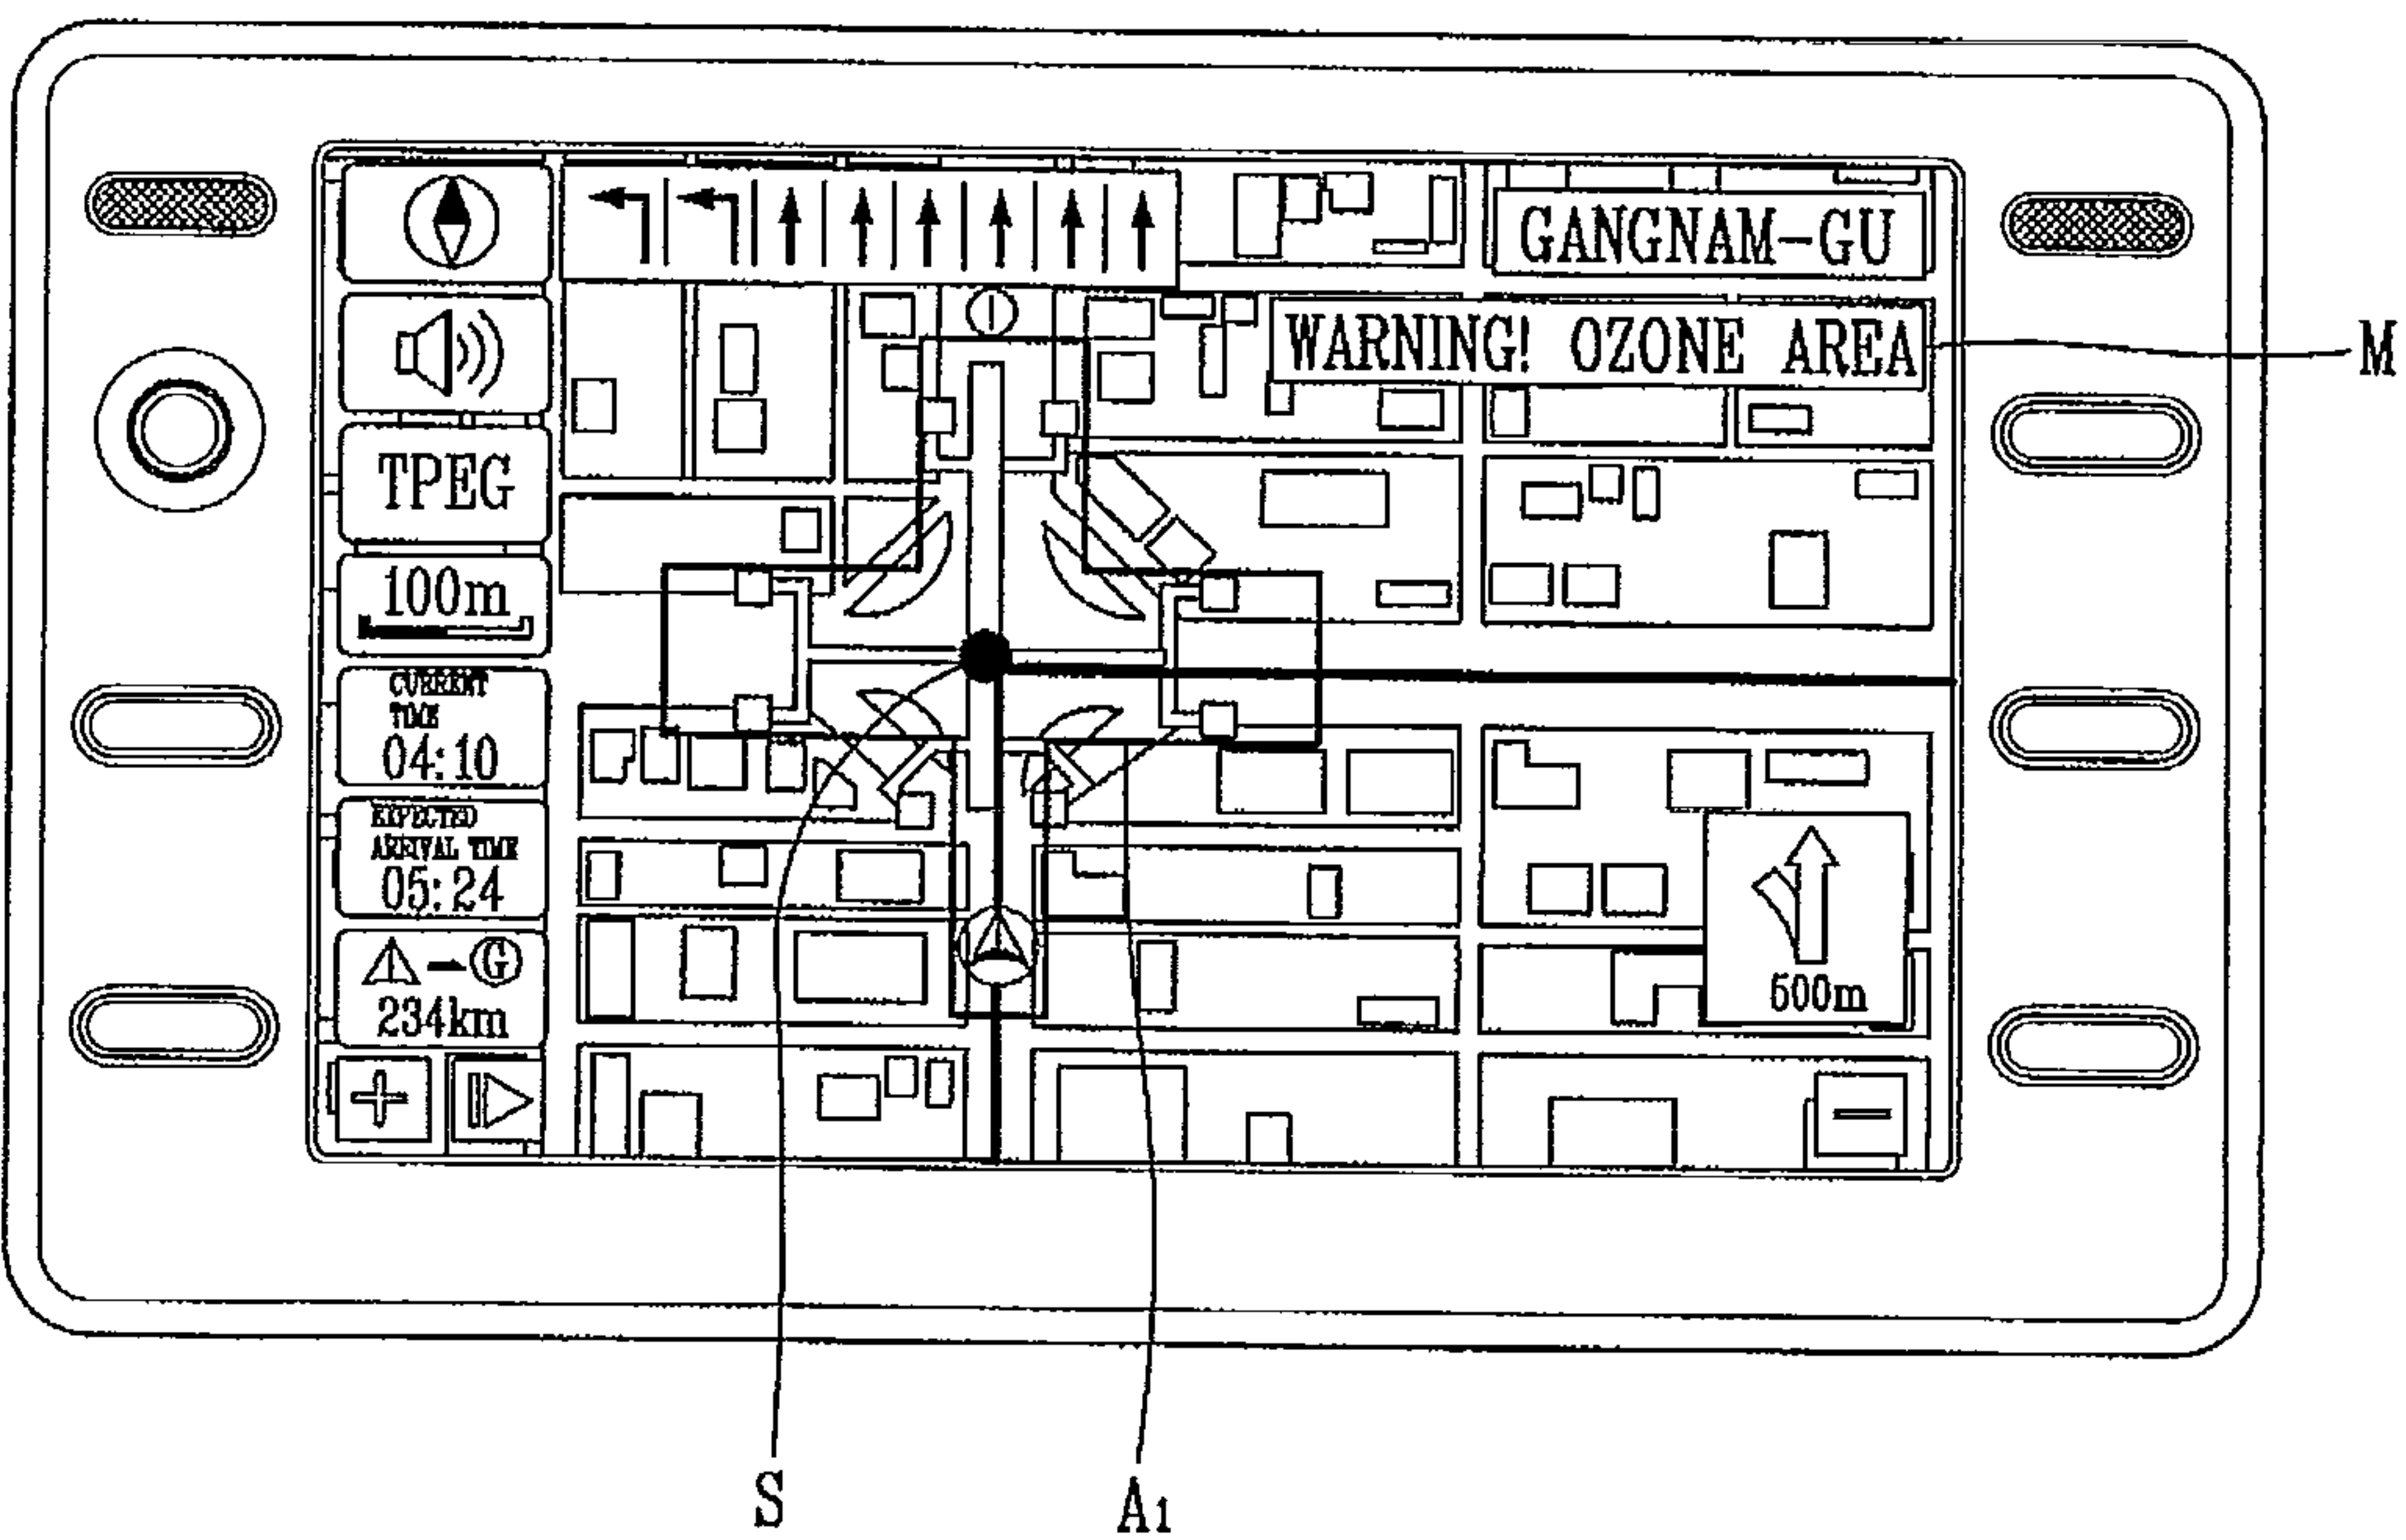 GANGNAM-GU
WARNING! OZONE AREA
M
TPEG
100m
CURRENT
TIME
04:10
EXPECTED
ARRIVAL TIME
05:24
G
234km
500m
S
A1